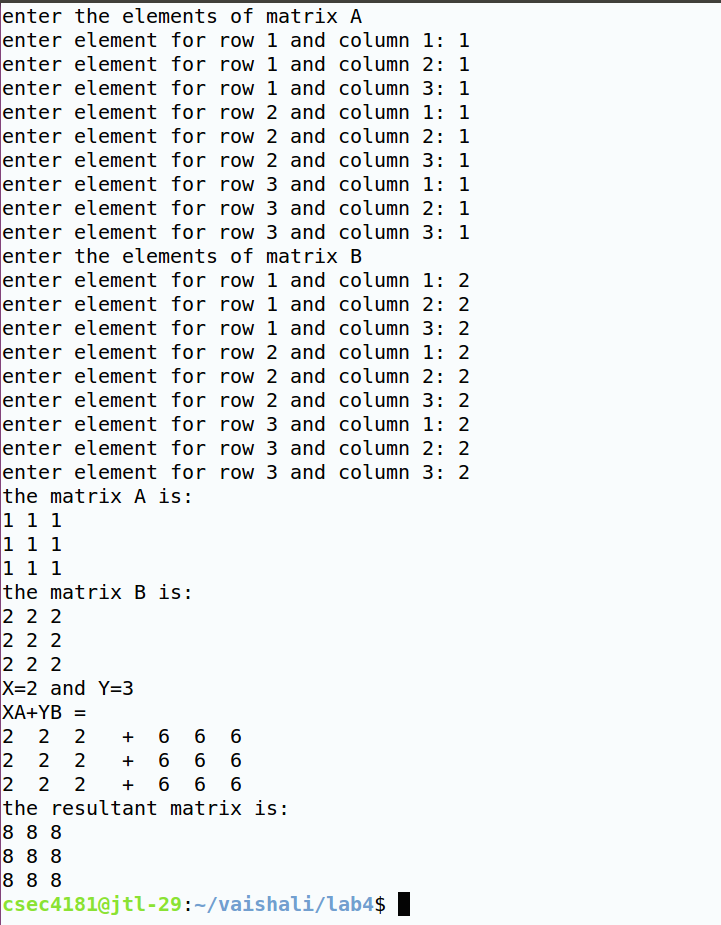 enter the elements of matrix A
enter element for row 1 and column 1: 1
enter element for row 1 and column 2: 1
enter element for row 1 and column 3: 1
enter element for row 2 and column 1: 1
enter element for row 2 and column 2: 1
enter element for row 2 and column 3: 1
enter element for row 3 and column 1: 1
enter element for row 3 and column 2: 1
enter element for row 3 and column 3: 1
enter the elements of matrix B
enter element for row 1 and column 1: 2
enter element for row 1 and column 2: 2
enter element for row 1 and column 3: 2
enter element for row 2 and column 1: 2
enter element for row 2 and column 2: 2
enter element for row 2 and column 3: 2
enter element for row 3 and column 1: 2
enter element for row 3 and column 2: 2
enter element for row 3 and column 3: 2
the matrix A is:
1 1 1
1 1 1
1 1 1
the matrix B is:
2 2 2
2 2 2
2 2 2
X=2 and Y=3
XA+YB =
2  2  2   +  6  6  6
2  2  2   +  6  6  6
2  2  2   +  6  6  6
the resultant matrix is:
8 8 8
8 8 8
8 8 8
csec4181@jtl-29:~/vaishali/lab4$